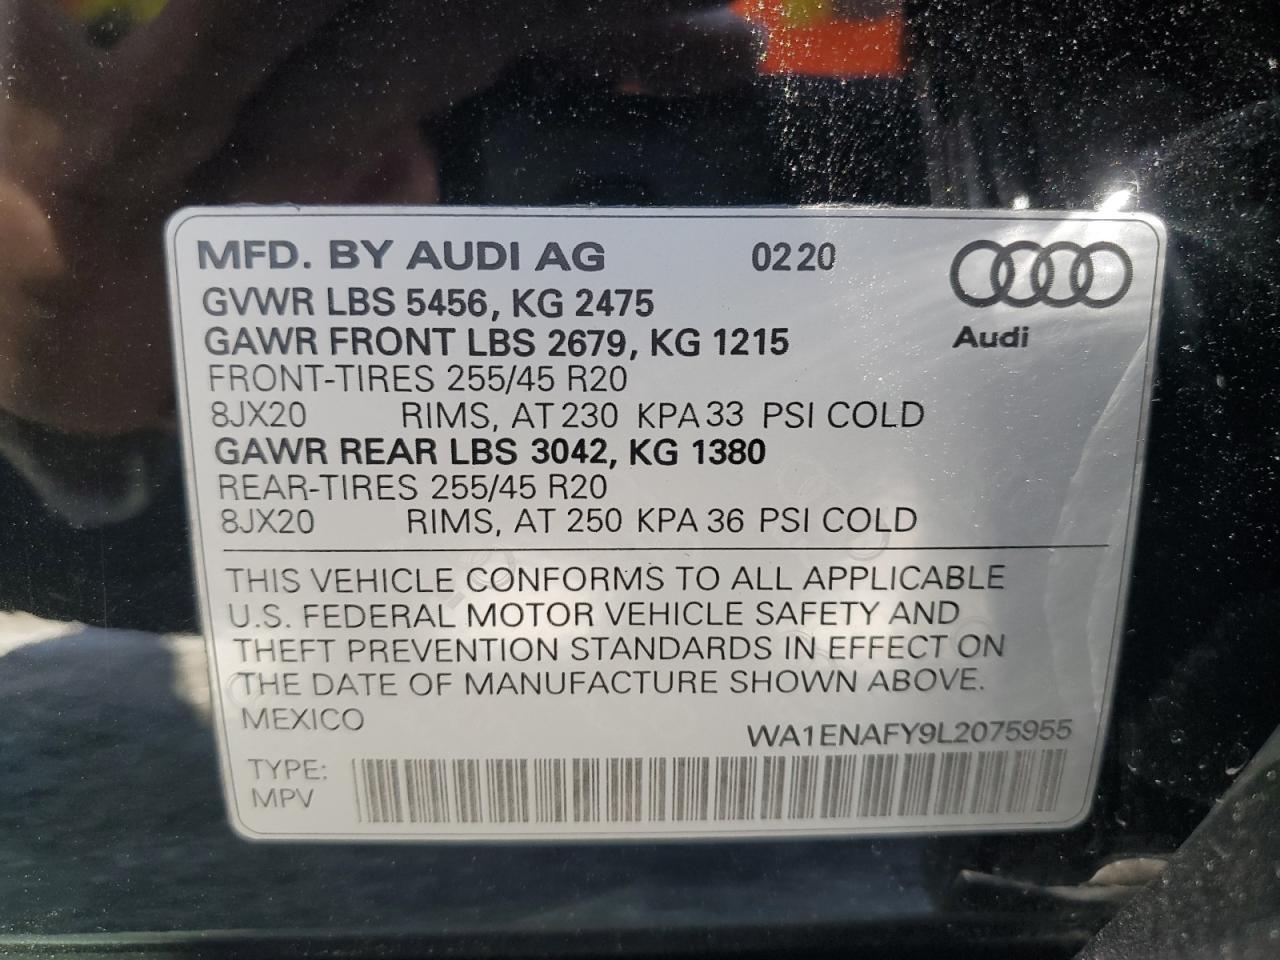 MFD. BY AUDI AG 0220
GVWR LBS 5456, KG 2475
GAWR FRONT LBS 2679, KG 1215
Audi
FRONT-TIRES 255/45 R20
8JX20 RIMS, AT 230 KPA 33 PSI COLD
GAWR REAR LBS 3042, KG 1380
REAR-TIRES 255/45 R20
8JX20 RIMS, AT 250 KPA 36 PSI COLD
THIS VEHICLE CONFORMS TO ALL APPLICABLE
U.S. FEDERAL MOTOR VEHICLE SAFETY AND
THEFT PREVENTION STANDARDS IN EFFECT ON
THE DATE OF MANUFACTURE SHOWN ABOVE.
MEXICO
WA1ENAFY9L2075955
TYPE:
MPV